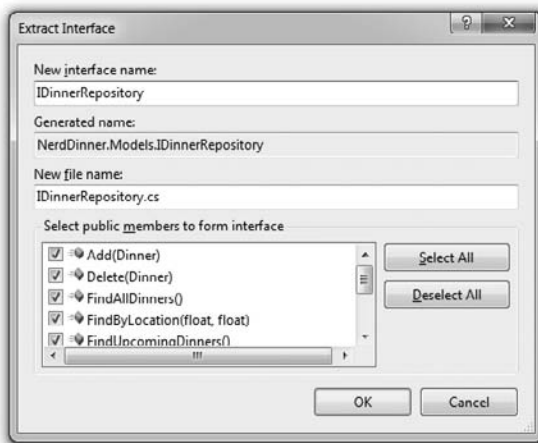 Extract Interface
New interface name:
IDinnerRepository
Generated name:
NerdDinner.Models.IDinnerRepository
New file name:
IDinnerRepository.cs
Select public members to form interface
Add(Dinner)
Delete(Dinner)
FindAllDinners()
FindByLocation(float, float)
FindUpcomingDinners()
Select All
Deselect All
OK
Cancel